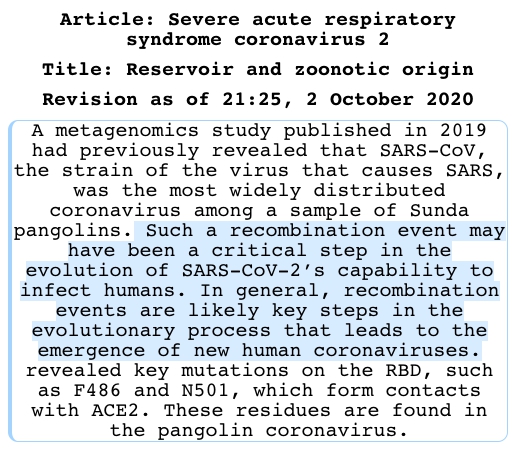 Article: Severe acute respiratory
syndrome coronavirus 2
Title: Reservoir and zoonotic origin
Revision as of 21:25, 2 October 2020
A metagenomics study published in 2019
had previously revealed that SARS-CoV,
the strain of the virus that causes SARS,
was the most widely distributed
coronavirus among a sample of Sunda
pangolins. Such a recombination event may
have been a critical step in the
evolution of SARS-CoV-2’s capability to
infect humans. In general, recombination
events are likely key steps in the
evolutionary process that leads to the
emergence of new human coronaviruses.
revealed key mutations on the RBD, such
as F486 and N501, which form contacts
with ACE2. These residues are found in
the pangolin coronavirus.